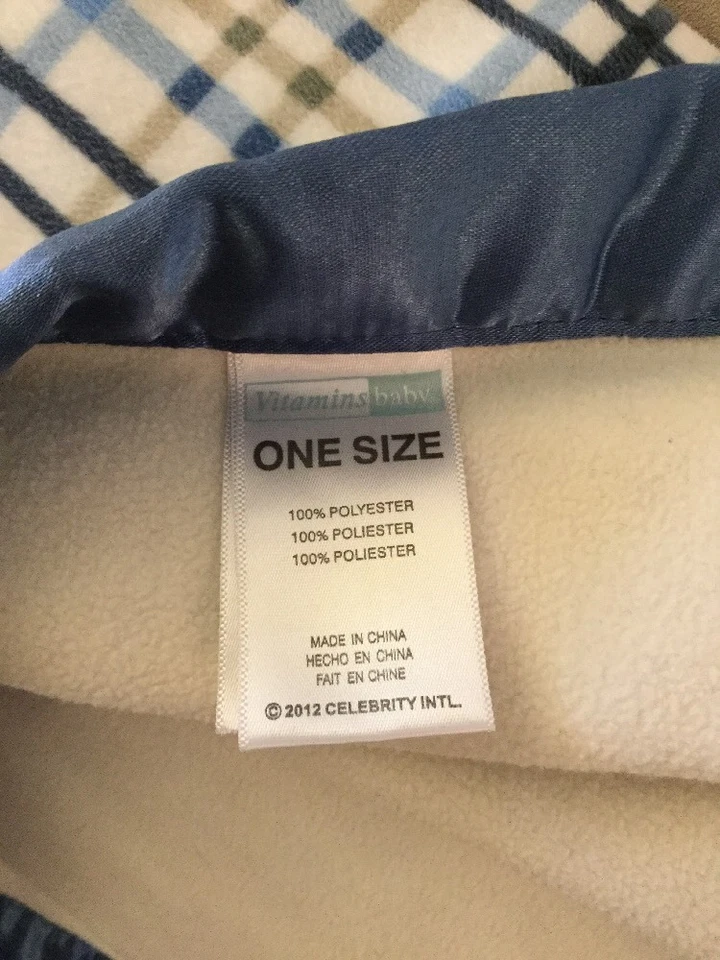 Vitamins baby
ONE SIZE
100% POLYESTER
100% POLIESTER
100% POLIESTER
MADE IN CHINA
HECHO EN CHINA
FAIT EN CHINE
© 2012 CELEBRITY INTL.